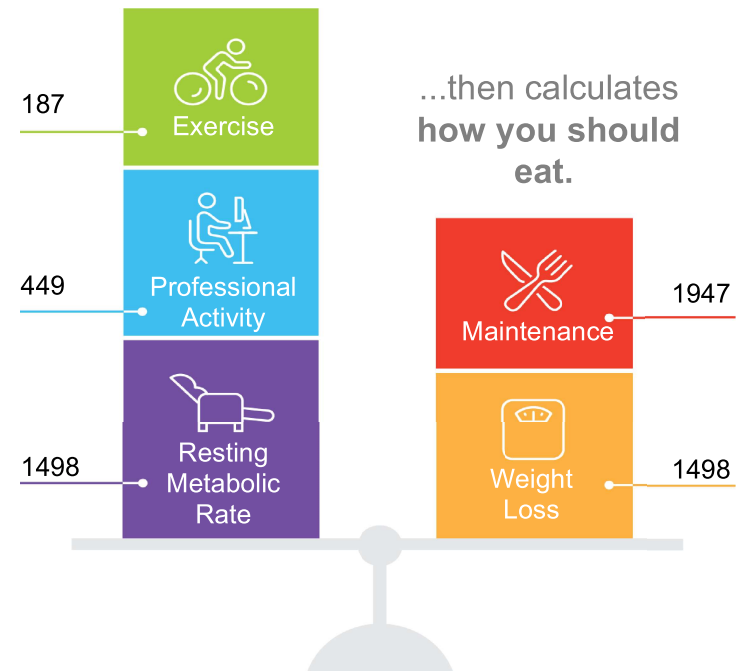 187
Exercise
449
Professional
Activity
1498
Resting
Metabolic
Rate
...then calculates
how you should
eat.
Maintenance
1947
Weight
Loss
1498